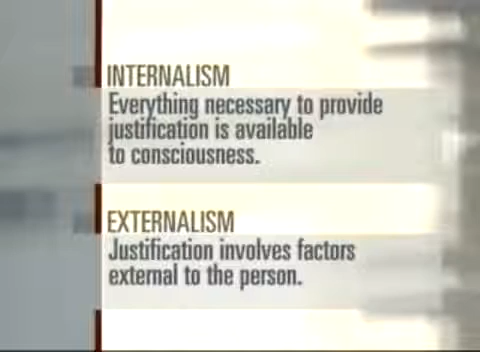 INTERNALISM
Everything necessary to provide
justification is available
to consciousness.
EXTERNALISM
Justification involves factors
external to the person.